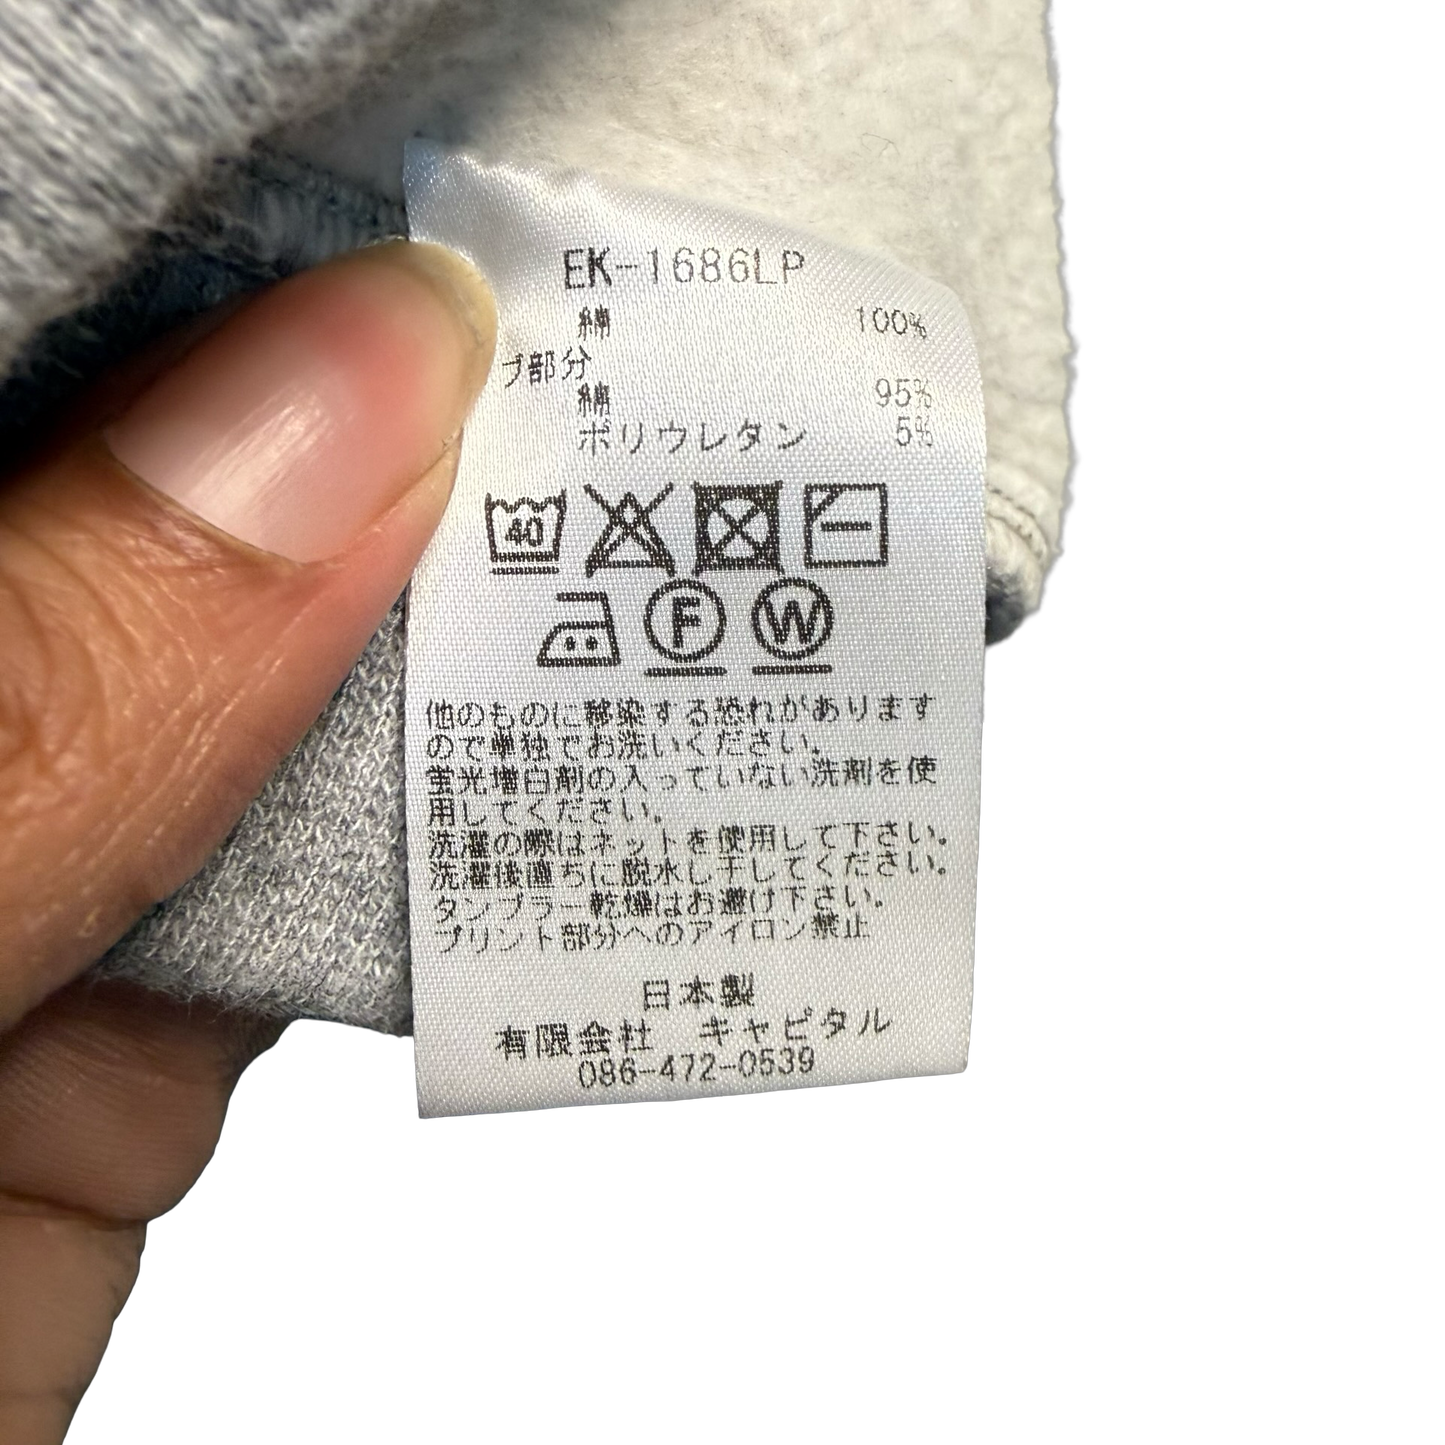 EK-1686LP
綿 100%
ブ部分
綿 95%
ポリウレタン 5%
40
F W
他のものに移染する恐れがあります
ので単独でお洗いください。
蛍光増白剤の入っていない洗剤を使
用してください。
洗濯の際はネットを使用して下さい。
洗濯後直ちに脱水し干してください。
タンブラー乾燥はお避け下さい。
プリント部分へのアイロン禁止
日本製
有限会社 キャピタル
086-472-0539